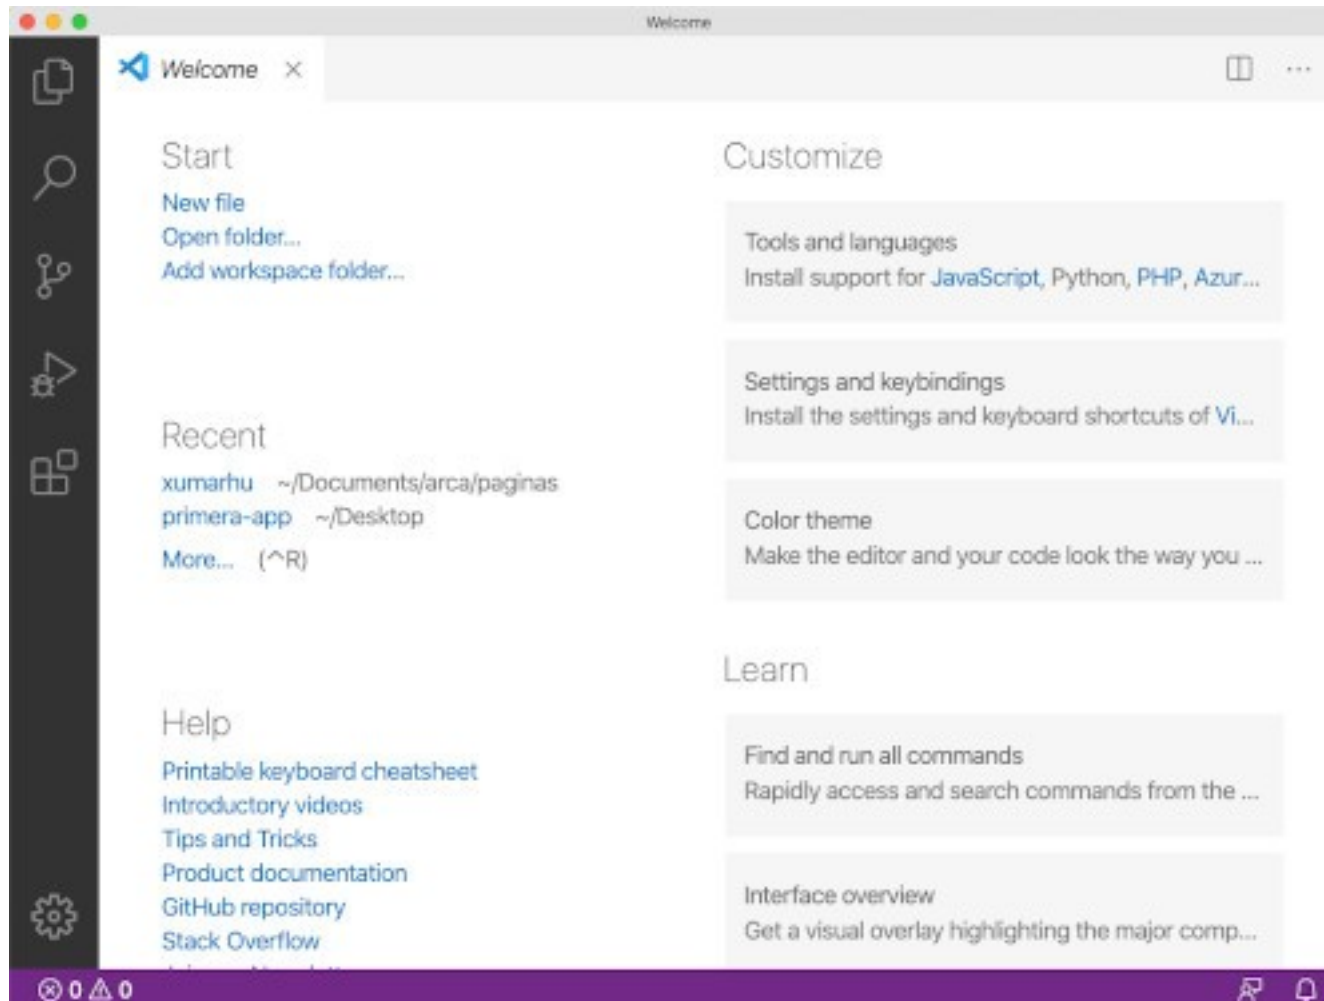 Welcome
Welcome
Start
New file
Open folder...
Add workspace folder...
Recent
xumarhu ~/Documents/arca/paginas
primera-app ~/Desktop
More... (^R)
Help
Printable keyboard cheatsheet
Introductory videos
Tips and Tricks
Product documentation
GitHub repository
Stack Overflow
Customize
Tools and languages
Install support for JavaScript, Python, PHP, Azur...
Settings and keybindings
Install the settings and keyboard shortcuts of Vi...
Color theme
Make the editor and your code look the way you ...
Learn
Find and run all commands
Rapidly access and search commands from the ...
Interface overview
Get a visual overlay highlighting the major comp...
0 0